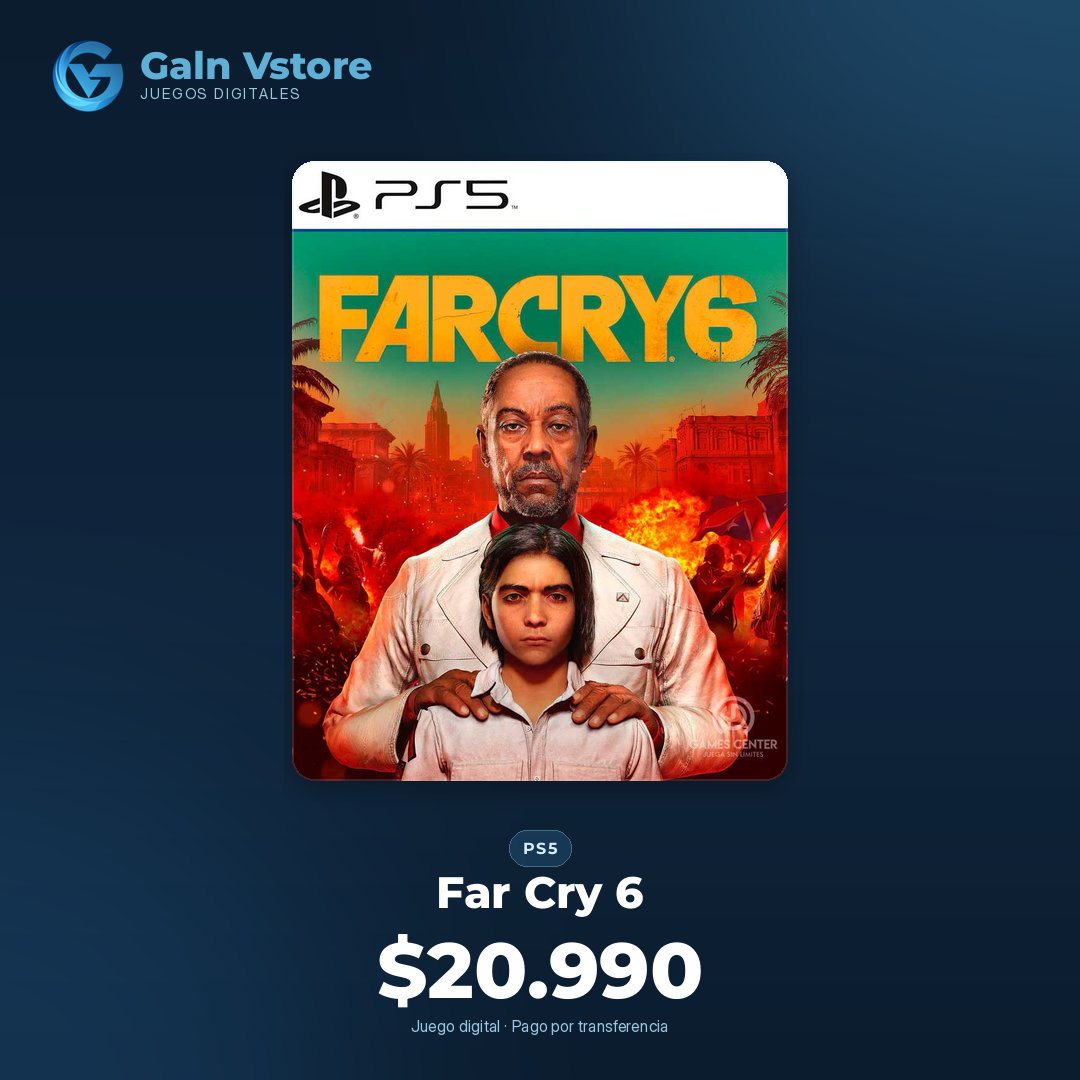 Galn Vstore
JUEGOS DIGITALES
PS5
FARCRY6
GAMES CENTER
JUEGA SIN LIMITES
PS5
Far Cry 6
$20.990
Juego digital · Pago por transferencia